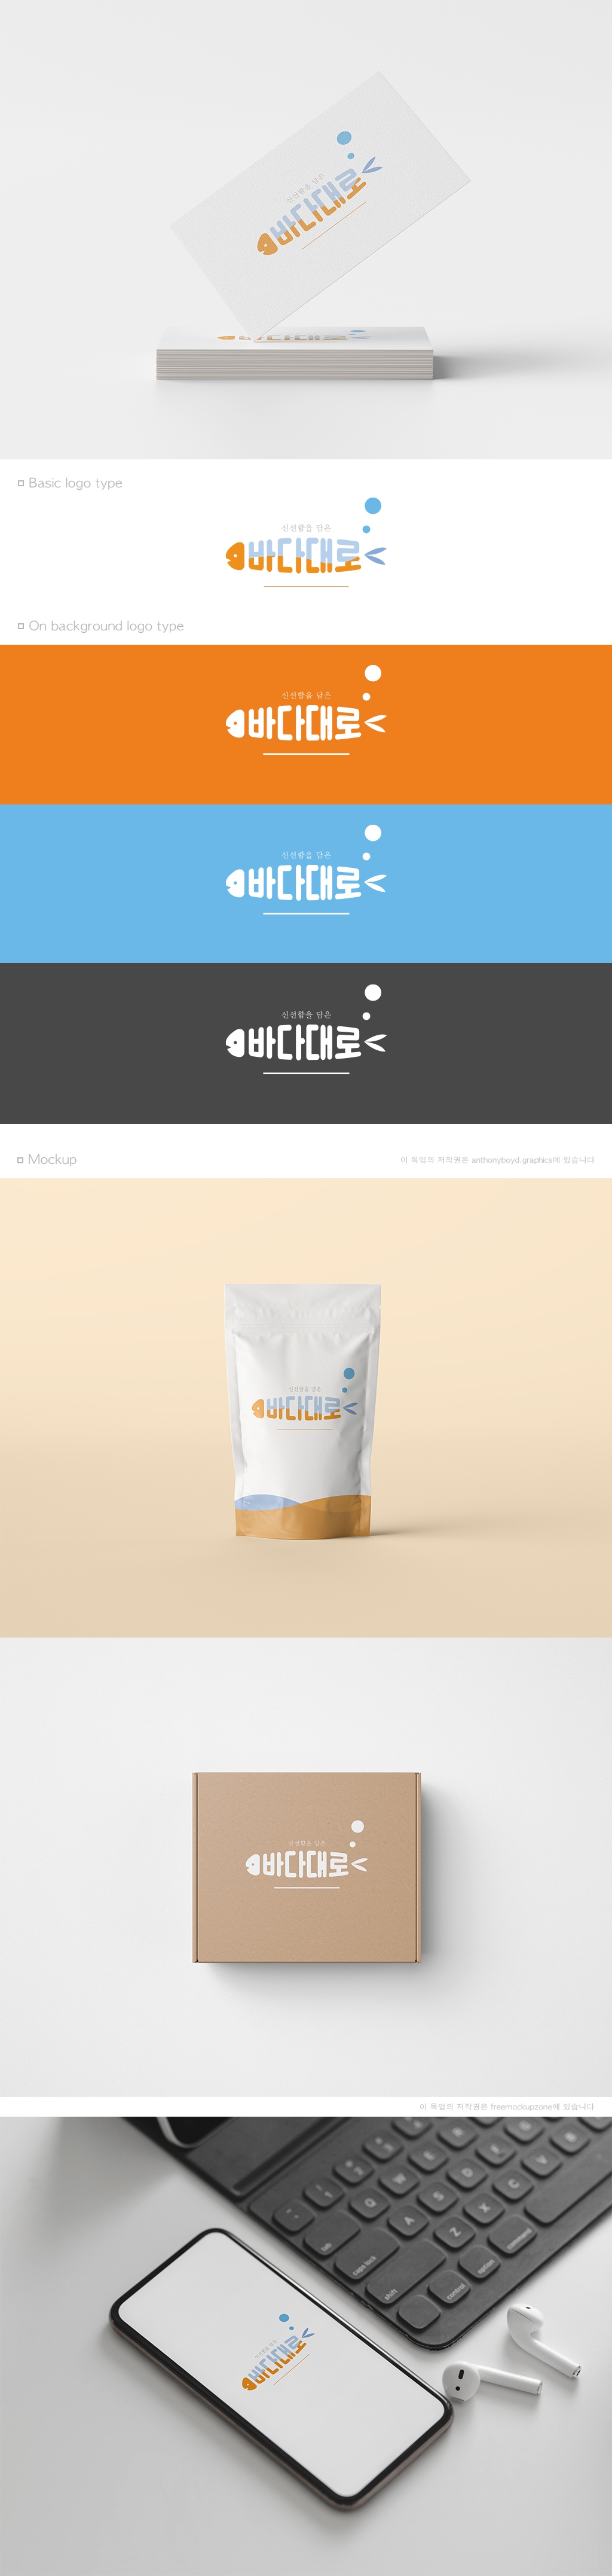 신선함을 담은
바다대로
바다대로
Basic logo type
신선함을 담은
바다대로
On background logo type
신선함을 담은
바다대로
신선함을 담은
바다대로
신선함을 담은
바다대로
Mockup
이 목업의 저작권은 anthonyboyd.graphics에 있습니다
신선함을 담은
바다대로
신선함을 담은
바다대로
이 목업의 저작권은 freemockupzone에 있습니다
tab
Q
caps lock
A
S
D
shift
Z
X
C
control
option
command
신선함을 담은
바다대로